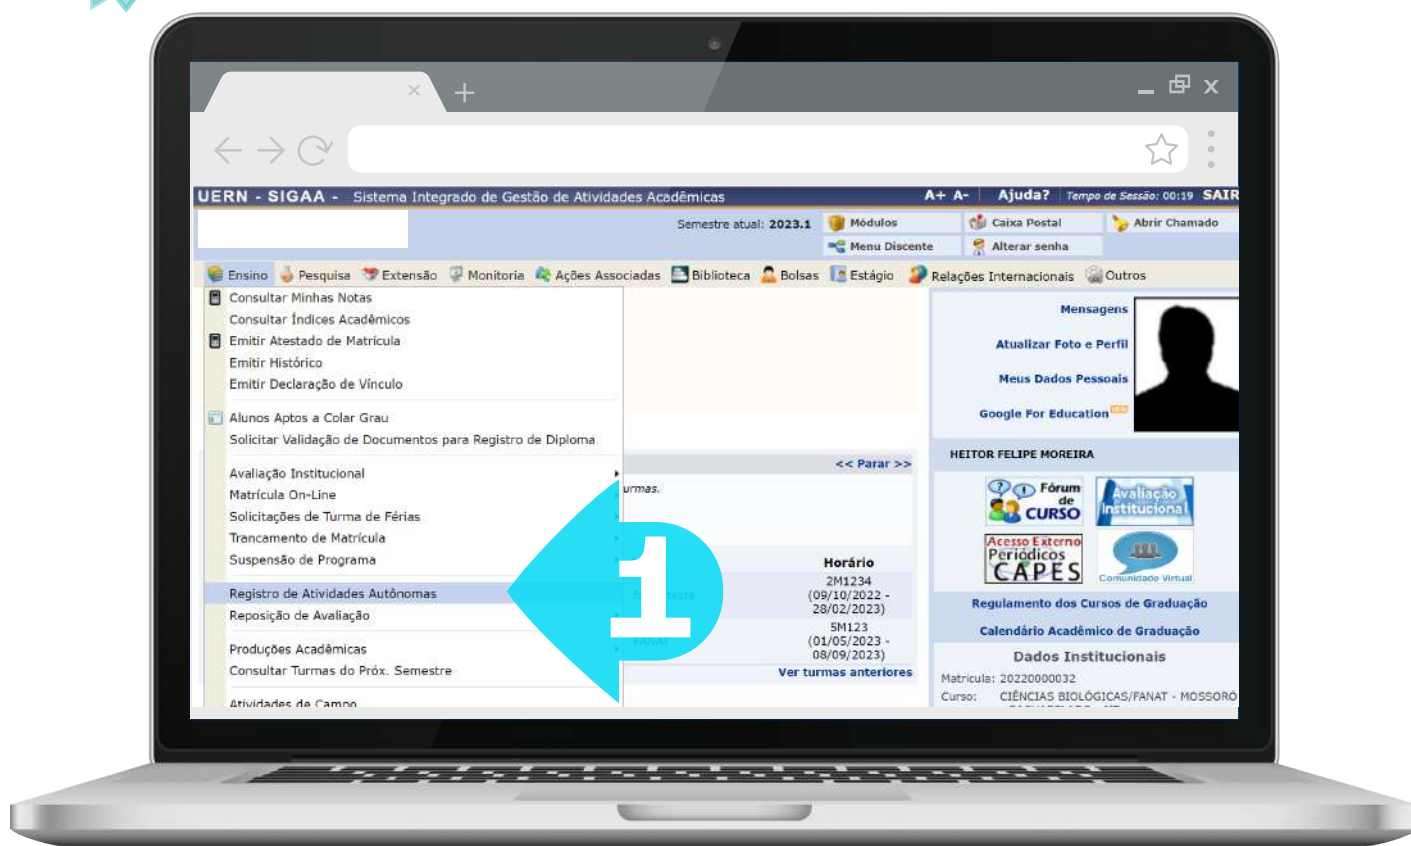 UERN - SIGAA - Sistema Integrado de Gestão de Atividades Acadêmicas
A+ A- Ajuda? Tempo de Sessão: 00:19 SAIR
Semestre atual: 2023.1
Módulos
Caixa Postal
Abrir Chamado
Menu Discente
Alterar senha
Ensino Pesquisa Extensão Monitoria Ações Associadas Biblioteca Bolsas Estágio Relações Internacionais Outros
Consultar Minhas Notas
Consultar Índices Acadêmicos
Emitir Atestado de Matrícula
Emitir Histórico
Emitir Declaração de Vínculo
Alunos Aptos a Colar Grau
Solicitar Validação de Documentos para Registro de Diploma
Avaliação Institucional
Matrícula On-Line
Solicitações de Turma de Férias
Trancamento de Matrícula
Suspensão de Programa
Registro de Atividades Autônomas
Reposição de Avaliação
Produções Acadêmicas
Consultar Turmas do Próx. Semestre
Atividades de Campo
1
<< Parar >>
urmas.
Horário
teste
2M1234
(09/10/2022 -
28/02/2023)
FANAT
5M123
(01/05/2023 -
08/09/2023)
Ver turmas anteriores
Mensagens
Atualizar Foto e Perfil
Meus Dados Pessoais
Google For Education
HEITOR FELIPE MOREIRA
Fórum
de
CURSO
Avaliação
Institucional
Acesso Externo
Periódicos
CAPES
Comunidade Virtual
Regulamento dos Cursos de Graduação
Calendário Acadêmico de Graduação
Dados Institucionais
Matrícula: 20220000032
Curso: CIÊNCIAS BIOLÓGICAS/FANAT - MOSSORÓ